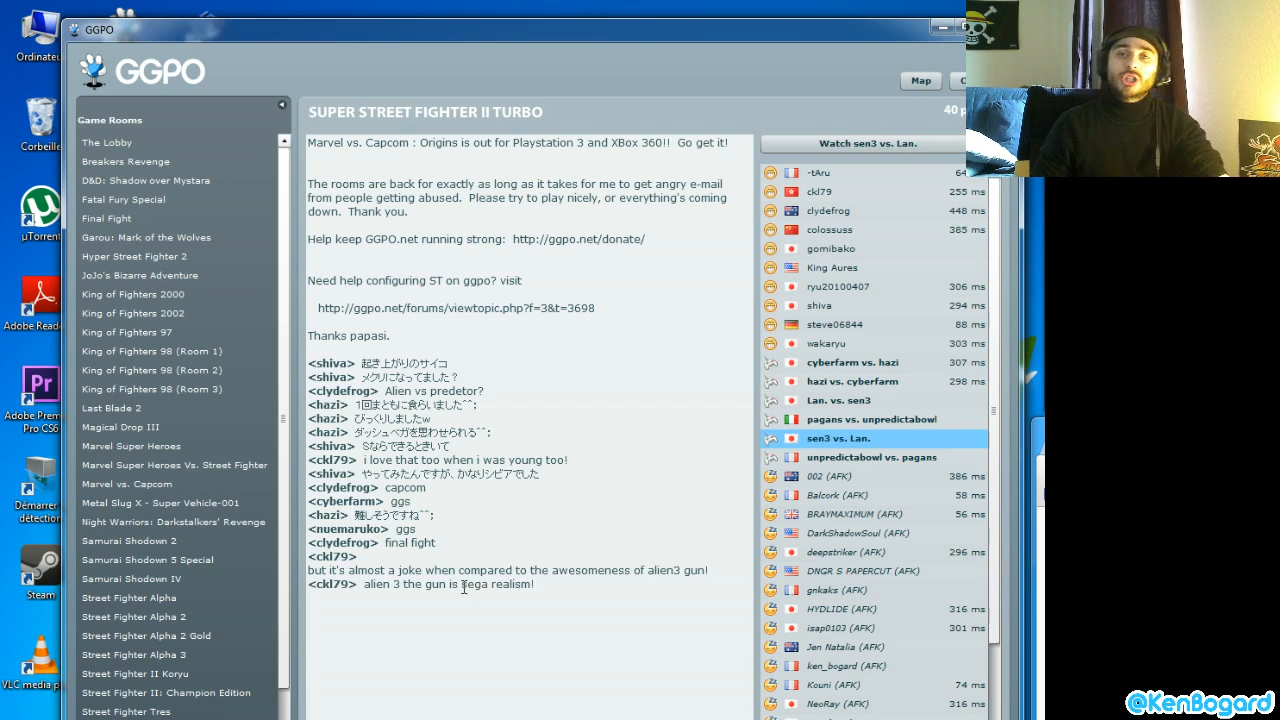 Ordinateur
Corbeille
µTorrent
Adobe Reade
Adobe Premi
Pro CS6
Démarrer
détection
Steam
VLC media p
GGPO
GGPO
Map
Game Rooms
The Lobby
Breakers Revenge
D&D: Shadow over Mystara
Fatal Fury Special
Final Fight
Garou: Mark of the Wolves
Hyper Street Fighter 2
JoJo's Bizarre Adventure
King of Fighters 2000
King of Fighters 2002
King of Fighters 97
King of Fighters 98 (Room 1)
King of Fighters 98 (Room 2)
King of Fighters 98 (Room 3)
Last Blade 2
Magical Drop III
Marvel Super Heroes
Marvel Super Heroes Vs. Street Fighter
Marvel vs. Capcom
Metal Slug X - Super Vehicle-001
Night Warriors: Darkstalkers' Revenge
Samurai Shodown 2
Samurai Shodown 5 Special
Samurai Shodown IV
Street Fighter Alpha
Street Fighter Alpha 2
Street Fighter Alpha 2 Gold
Street Fighter Alpha 3
Street Fighter II Koryu
Street Fighter II: Champion Edition
Street Fighter Tres
SUPER STREET FIGHTER II TURBO
40 p
Marvel vs. Capcom : Origins is out for Playstation 3 and XBox 360!! Go get it!
The rooms are back for exactly as long as it takes for me to get angry e-mail
from people getting abused. Please try to play nicely, or everything's coming
down. Thank you.
Help keep GGPO.net running strong: http://ggpo.net/donate/
Need help configuring ST on ggpo? visit
http://ggpo.net/forums/viewtopic.php?f=3&t=3698
Thanks papasi.
<shiva> 起き上がりのサイコ
<shiva> メクリになってました？
<clydefrog> Alien vs predetor?
<hazi> 1回まともに食らいました^^;
<hazi> びっくりしましたw
<hazi> ダッシュベガを思わせられる^^;
<shiva> Sならできるときいて
<ckl79> i love that too when i was young too!
<shiva> やってみたんですが、かなりシビアでした
<clydefrog> capcom
<cyberfarm> ggs
<hazi> 難しそうですね^^;
<nuemaruko> ggs
<clydefrog> final fight
<ckl79>
but it's almost a joke when compared to the awesomeness of alien3 gun!
<ckl79> alien 3 the gun is mega realism!
Watch sen3 vs. Lan.
-tAru 64
ckl79 255 ms
clydefrog 448 ms
colossuss 385 ms
gomibako
King Aures
ryu20100407 306 ms
shiva 294 ms
steve06844 88 ms
wakaryu 303 ms
cyberfarm vs. hazi 307 ms
hazi vs. cyberfarm 298 ms
Lan. vs. sen3
pagans vs. unpredictabowl
sen3 vs. Lan.
unpredictabowl vs. pagans
002 (AFK) 386 ms
Balcork (AFK) 58 ms
BRAYMAXIMUM (AFK) 56 ms
DarkShadowSoul (AFK)
deepstriker (AFK) 296 ms
DNGR S PAPERCUT (AFK)
gnkaks (AFK)
HYDLIDE (AFK) 316 ms
isap0103 (AFK) 301 ms
Jen Natalia (AFK)
ken_bogard (AFK)
Kouni (AFK) 74 ms
NeoRay (AFK) 316 ms
@KenBogard